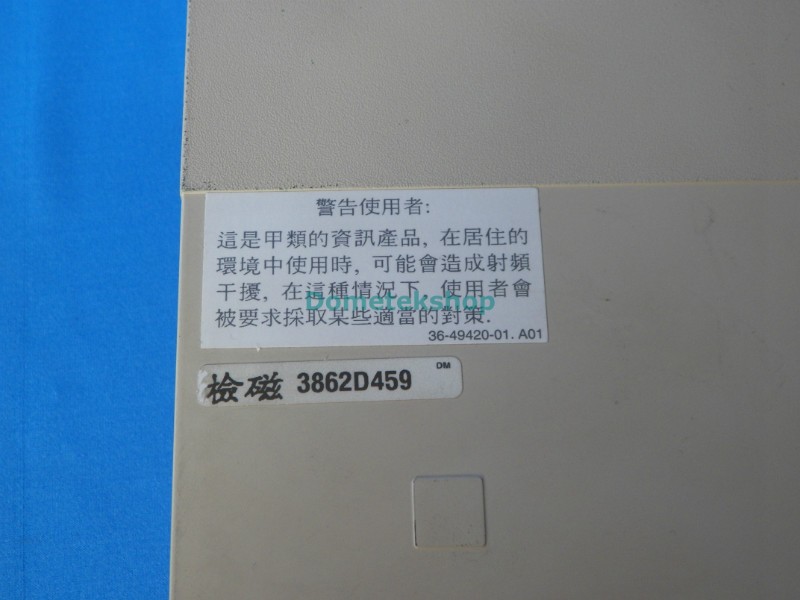 警告使用者:
這是甲類的資訊產品, 在居住的
環境中使用時, 可能會造成射頻
干擾, 在這種情況下, 使用者會
被要求採取某些適當的對策.
36-49420-01. A01
Dometekshop
檢磁 3862D459 DM